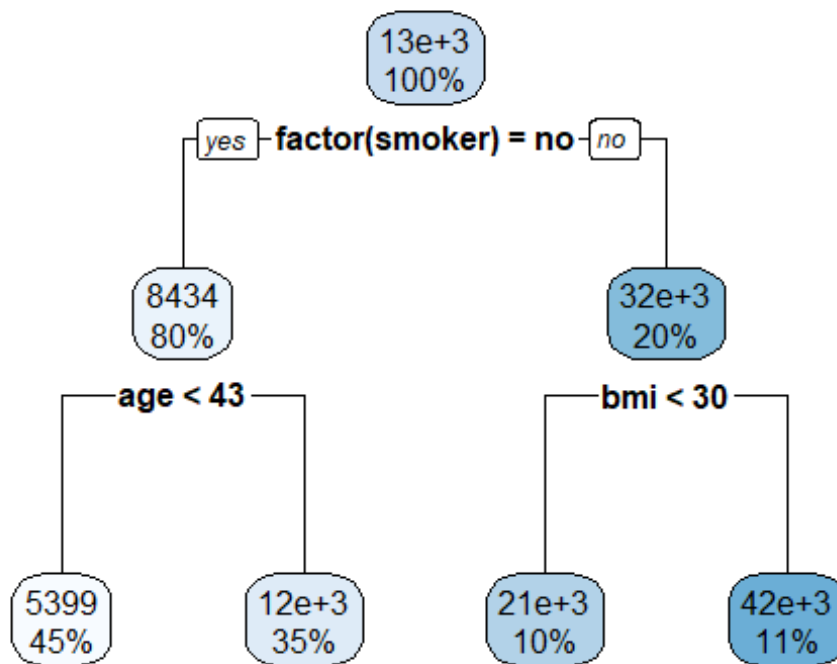 13e+3
100%
yes factor(smoker) = no no
8434
80%
32e+3
20%
age < 43
bmi < 30
5399
45%
12e+3
35%
21e+3
10%
42e+3
11%